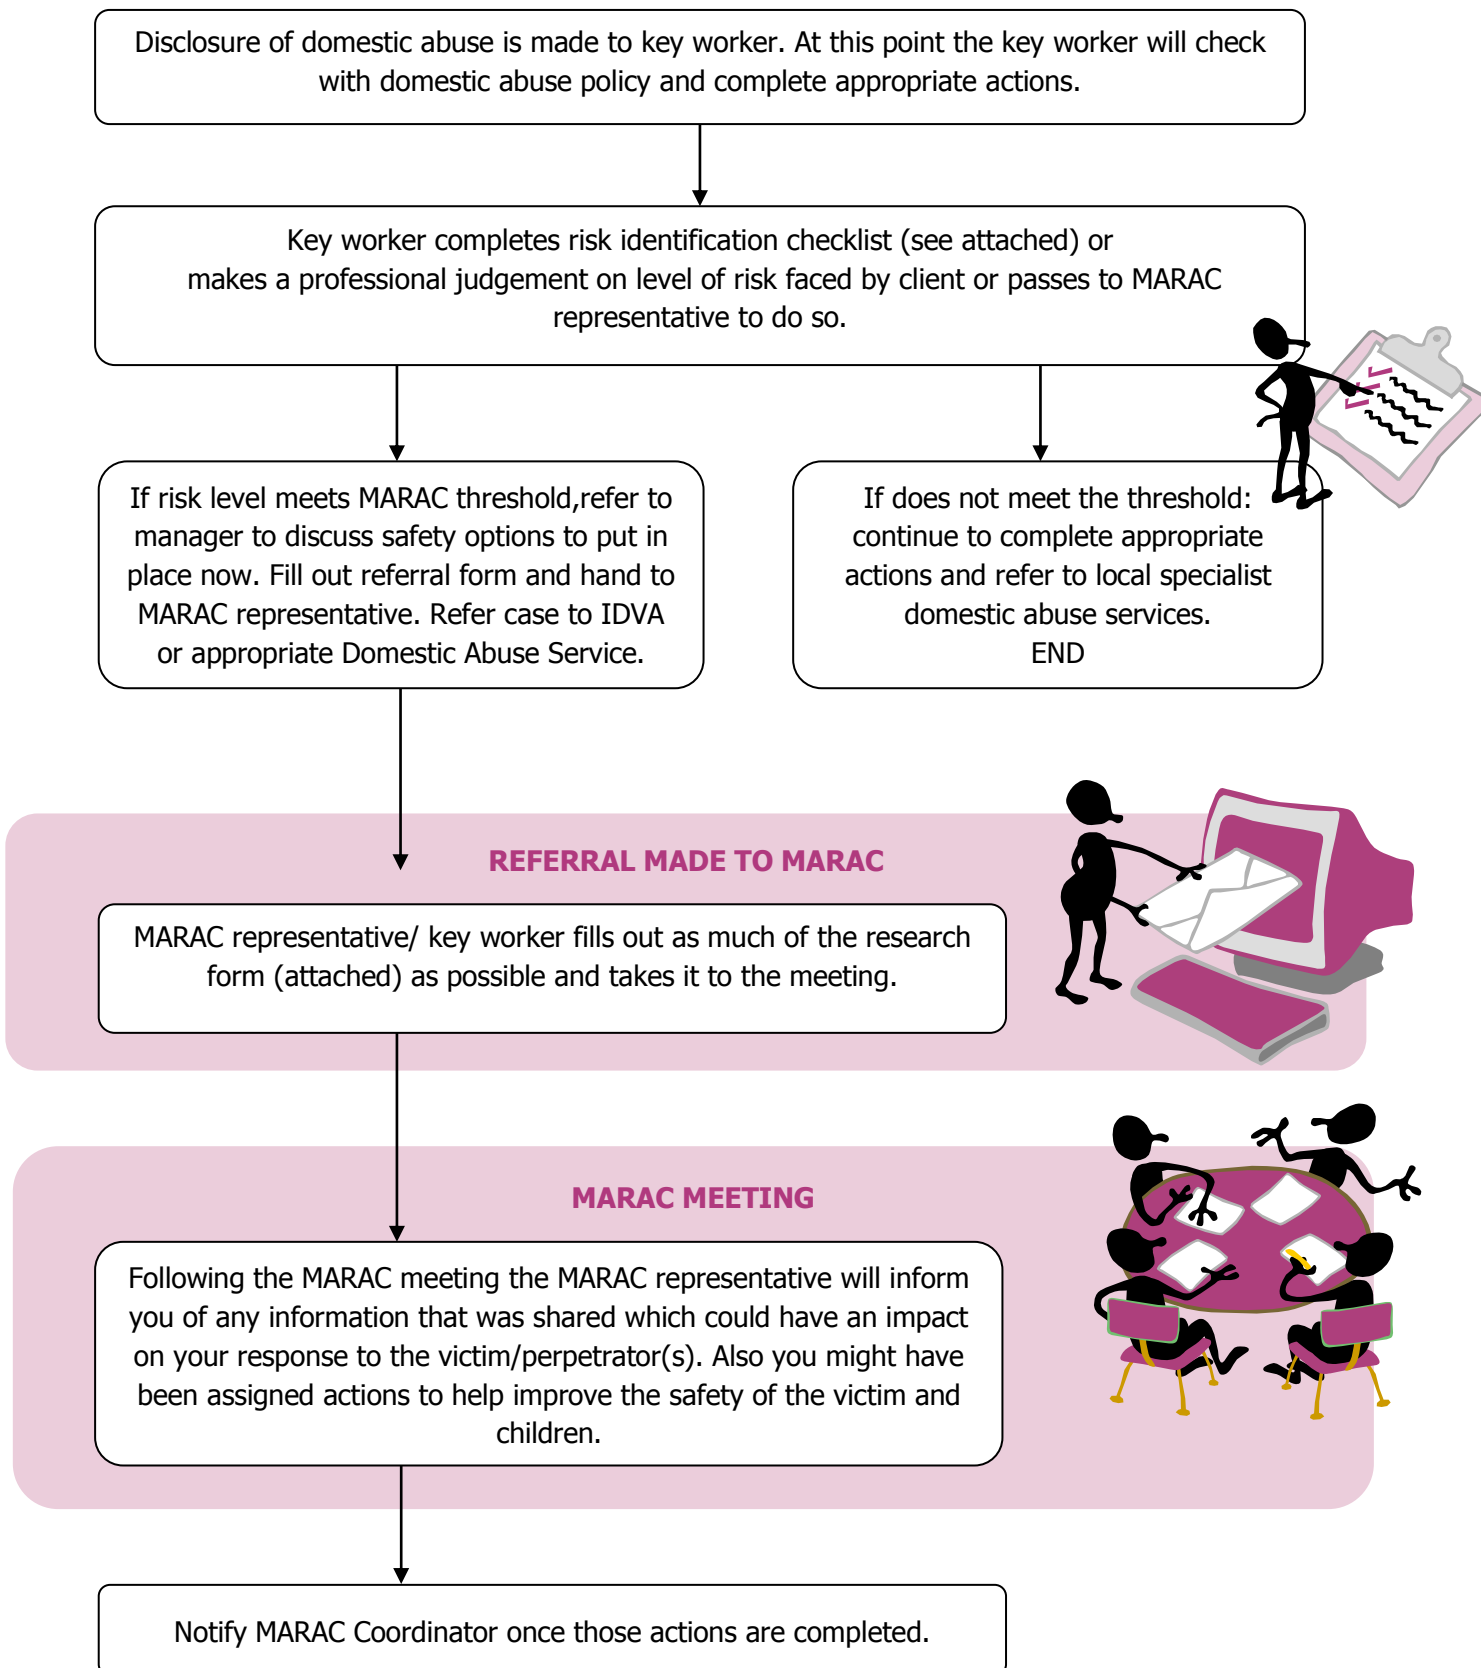 Disclosure of domestic abuse is made to key worker. At this point the key worker will check
with domestic abuse policy and complete appropriate actions.
Key worker completes risk identification checklist (see attached) or
makes a professional judgement on level of risk faced by client or passes to MARAC
representative to do so.
If risk level meets MARAC threshold,refer to
manager to discuss safety options to put in
place now. Fill out referral form and hand to
MARAC representative. Refer case to IDVA
or appropriate Domestic Abuse Service.
If does not meet the threshold:
continue to complete appropriate
actions and refer to local specialist
domestic abuse services.
END
REFERRAL MADE TO MARAC
MARAC representative/ key worker fills out as much of the research
form (attached) as possible and takes it to the meeting.
MARAC MEETING
Following the MARAC meeting the MARAC representative will inform
you of any information that was shared which could have an impact
on your response to the victim/perpetrator(s). Also you might have
been assigned actions to help improve the safety of the victim and
children.
Notify MARAC Coordinator once those actions are completed.